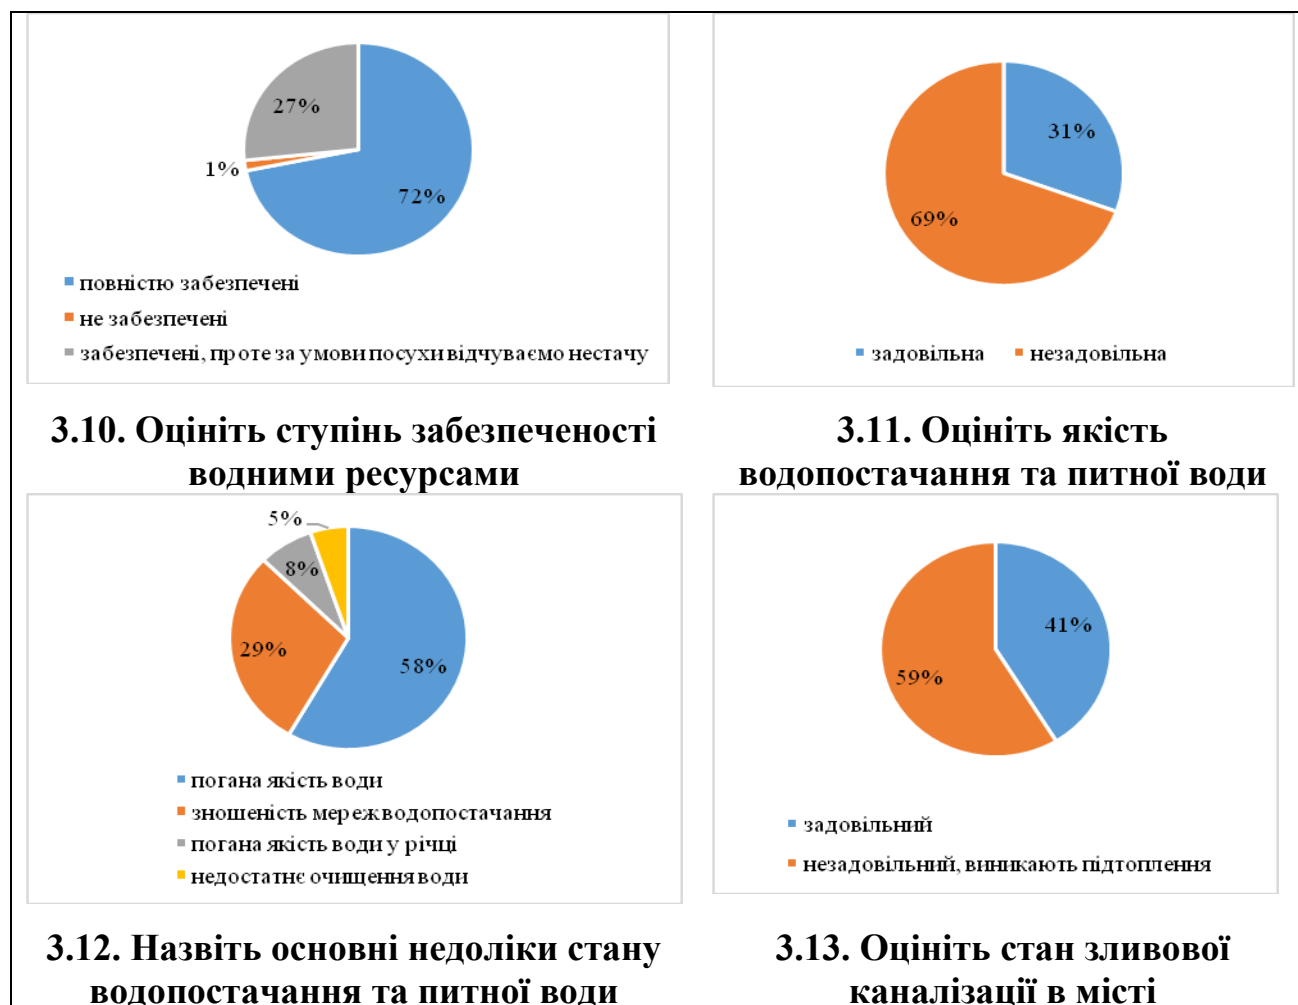 27%
1%
72%
повністю забезпечені
не забезпечені
забезпечені, проте за умови посухи відчуваємо нестачу
3.10. Оцініть ступінь забезпеченості
водними ресурсами
31%
69%
задовільна незадовільна
3.11. Оцініть якість
водопостачання та питної води
5%
8%
29%
58%
погана якість води
зношеність мереж водопостачання
погана якість води у річці
недостатнє очищення води
3.12. Назвіть основні недоліки стану
водопостачання та питної води
41%
59%
задовільний
незадовільний, виникають підтоплення
3.13. Оцініть стан зливової
каналізації в місті